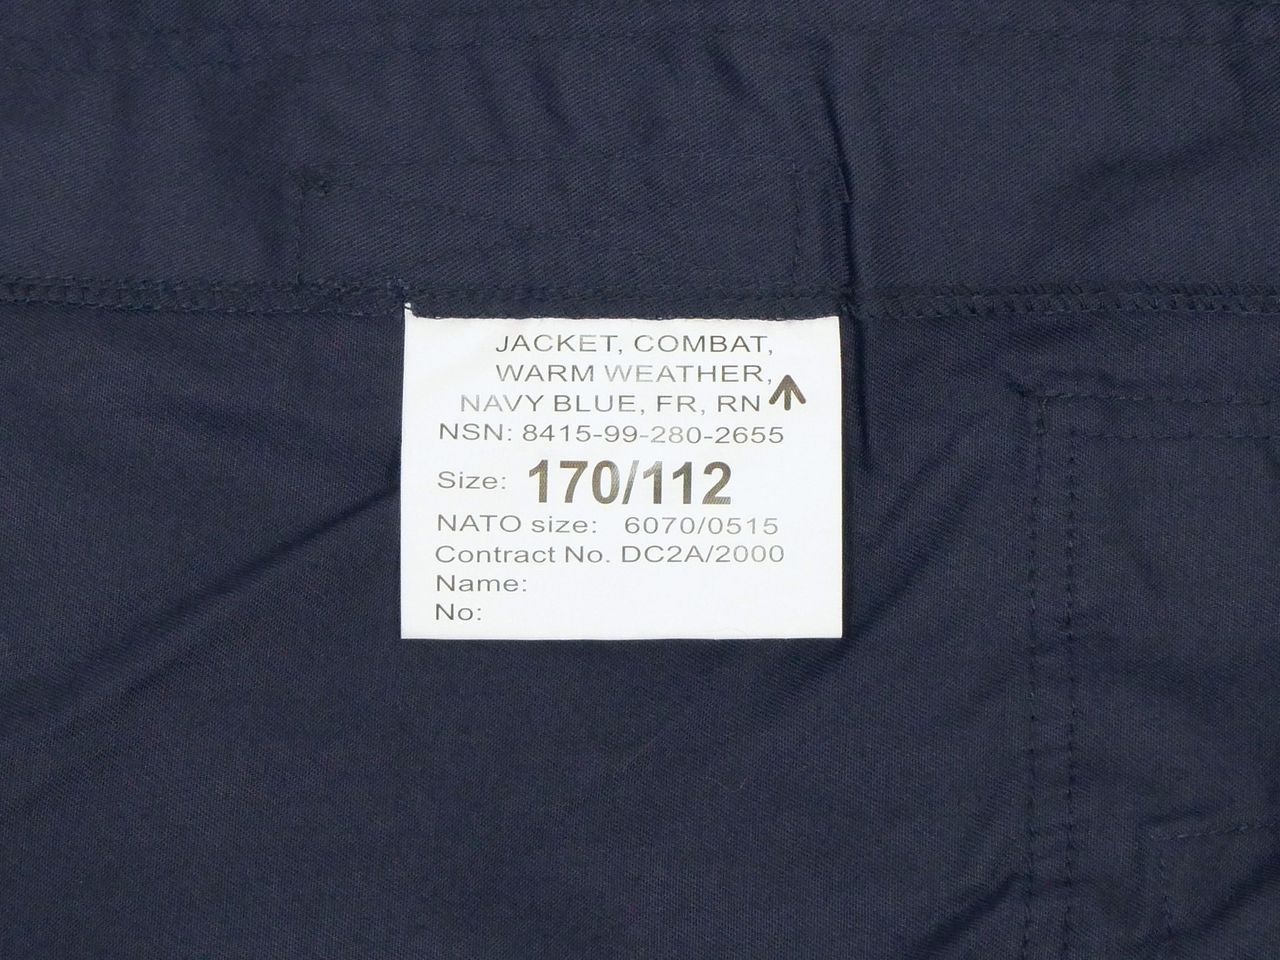 JACKET, COMBAT,
WARM WEATHER,
NAVY BLUE, FR, RN
NSN: 8415-99-280-2655
Size: 170/112
NATO size: 6070/0515
Contract No. DC2A/2000
Name:
No: